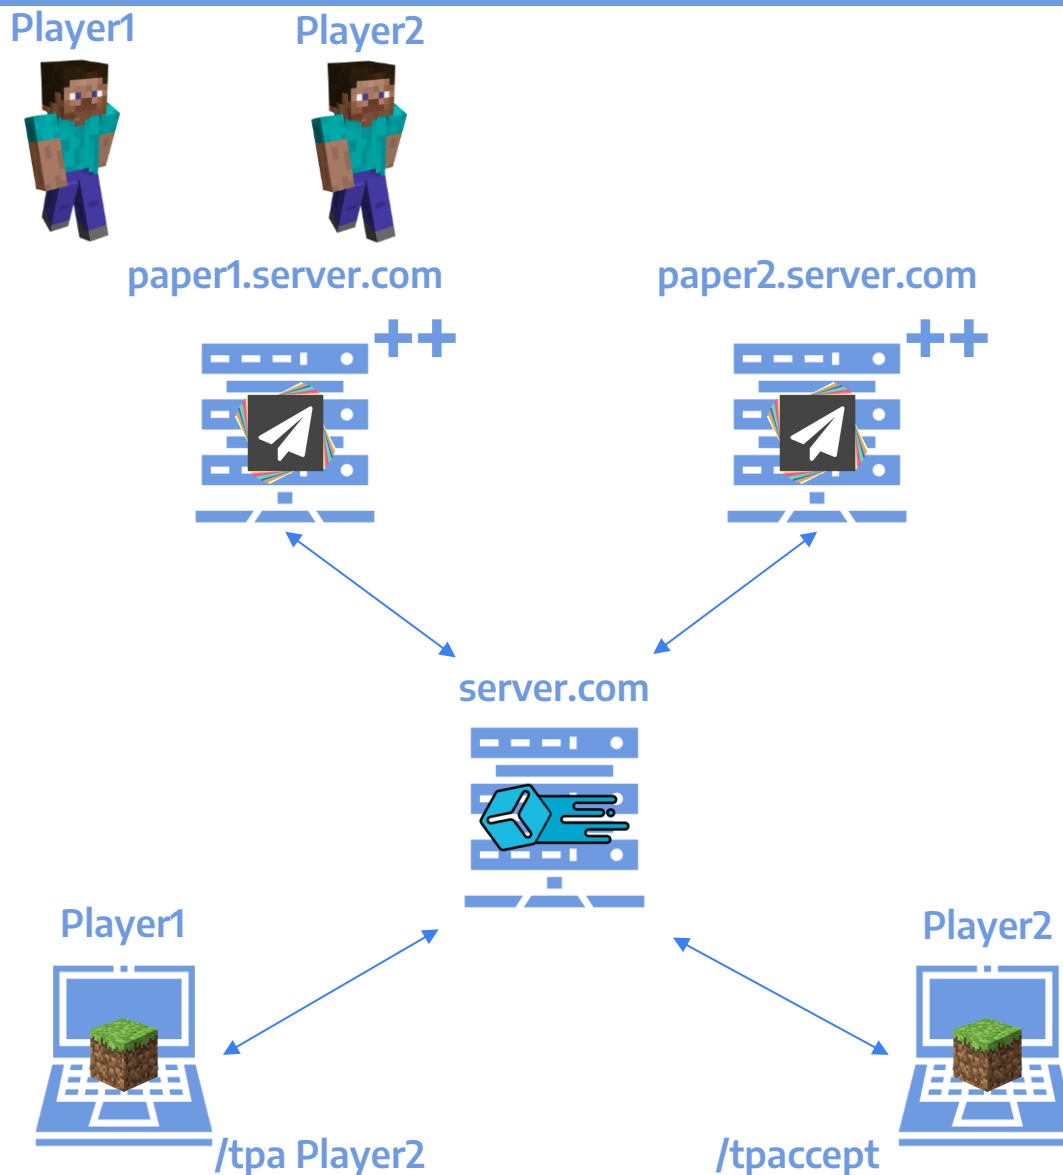 Player1
Player2
paper1.server.com
paper2.server.com
++
++
server.com
Player1
Player2
/tpa Player2
/tpaccept